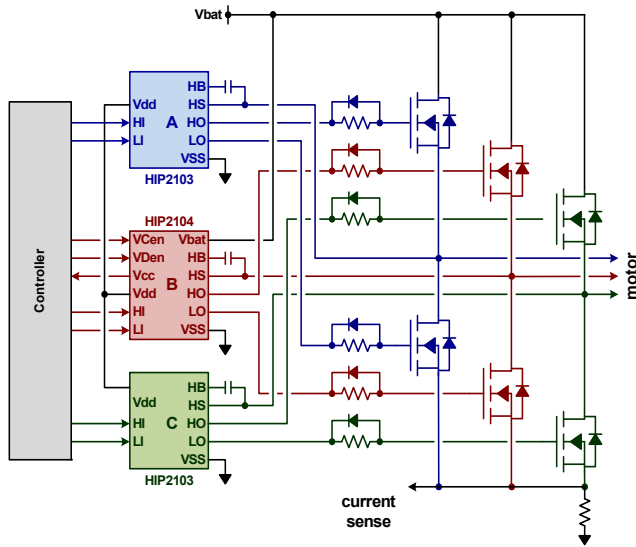 Vbat
Controller
Vdd
HI
LI
A
HB
HS
HO
LO
VSS
HIP2103
HIP2104
VCen
VDen
Vcc
Vdd
HI
LI
B
Vbat
HB
HS
HO
LO
VSS
motor
Vdd
HI
LI
C
HB
HS
HO
LO
VSS
HIP2103
current
sense